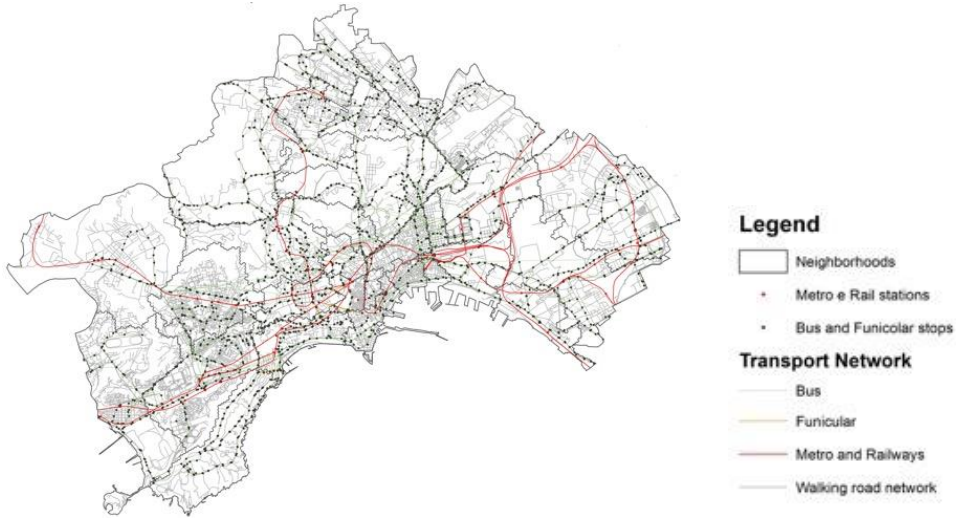 Legend
Neighborhoods
Metro e Rail stations
Bus and Funicolar stops
Transport Network
Bus
Funicular
Metro and Railways
Walking road network